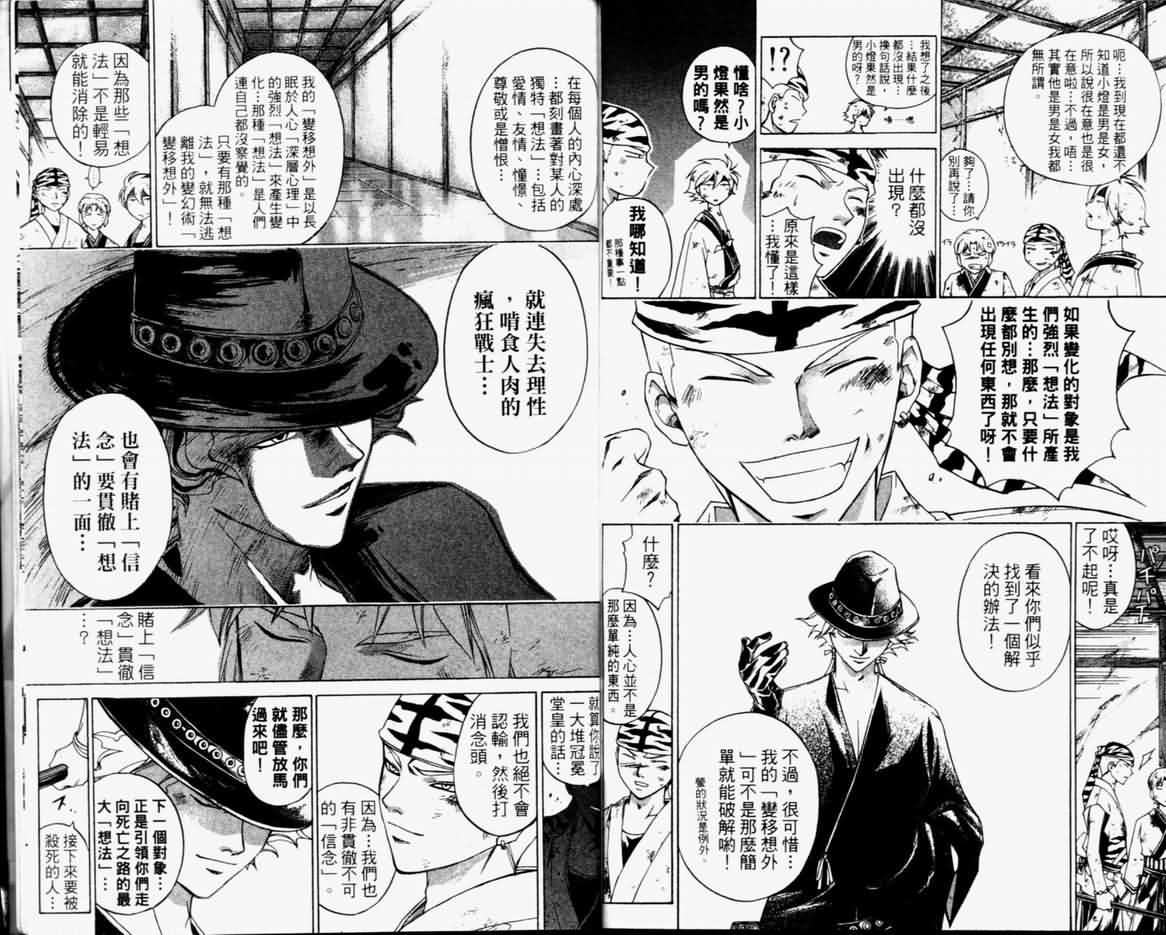 呃…我到現在都還不
知道小燈是男是女，
所以說很在意也是很
在意啦…不過，唔…
其實他是男是女我都
無所謂。
夠了…請你
別再說了…
我想了之後
…結果什麼
都沒出現…
換句話說，
小燈果然是
男的呀？
!?
懂啥？小
燈果然是
男的嗎？
什麼都沒
出現？
原來是這樣
…我懂了！
我哪知道！
那種事一點
都不重要！
如果變化的對象是我
們強烈「想法」所產
生的…那麼，只要什
麼都別想，那就不會
出現任何東西了呀！
哎呀…真是
了不起呢！
パチパチ
看來你們似乎
找到了一個解
決的辦法！
不過，很可惜…
我的「變移想外
」可不是那麼簡
單就能破解喲！
螢的狀況是例外。
什麼？
因為…人心並不是
那麼單純的東西。
在每個人的內心深處
…都刻畫著對某人的
獨特「想法」…包括
愛情、友情、憧憬、
尊敬或是憎恨…
我的「變移想外」是以長
眠於人心「深層心理」中
的強烈「想法」來產生變
化…那種「想法」是人們
連自己都沒察覺的。
只要有那種「想
法」，就無法逃
離我的變幻術「
變移想外」！
因為那些「想
法」不是輕易
就能消除的！
就連失去理性
，啃食人肉的
瘋狂戰士…
也會有賭上「信
念」要貫徹「想
法」的一面…
賭上「信
念」貫徹
「想法」
…？
就算你說了
一大堆冠冕
堂皇的話…
我們也絕不會
認輸，然後打
消念頭。
因為…我們也
有非貫徹不可
的「信念」。
那麼，你們
就儘管放馬
過來吧！
下一個對象…
正是引領你們走
向死亡之路的最
大「想法」…
接下來要被
殺死的人…